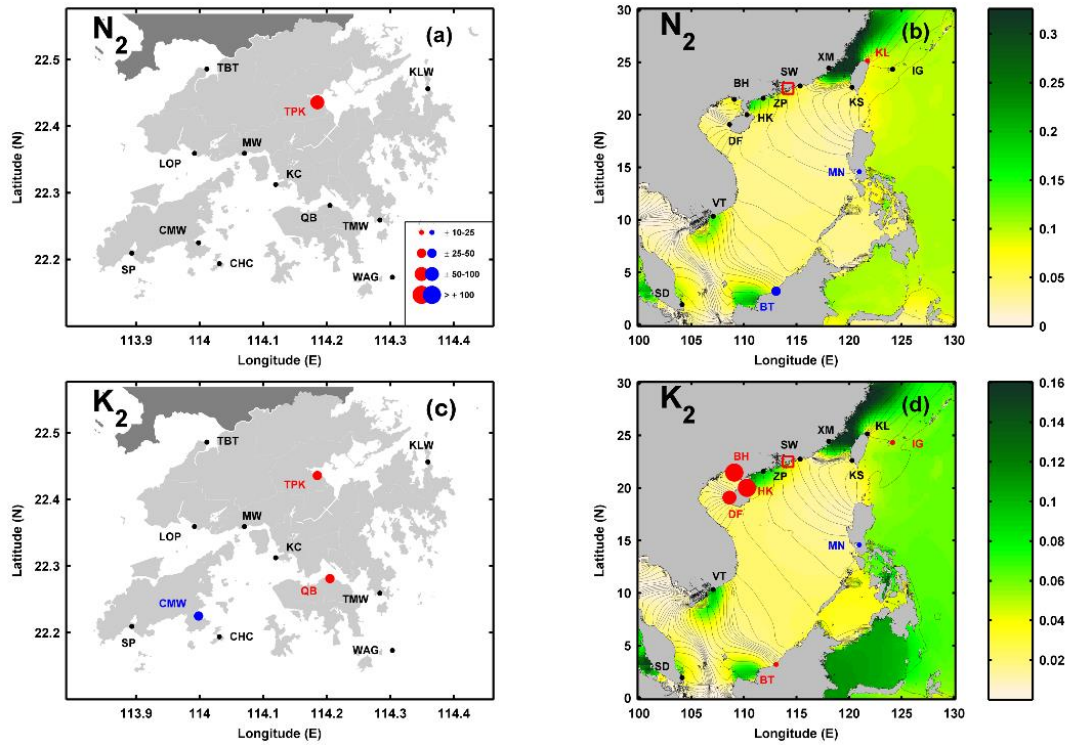 N2
(a)
TBT
KLW
TPK
LOP
MW
KC
QB
TMW
CMW
SP
CHC
WAG
± 10-25
± 25-50
± 50-100
> ± 100
22.5
22.4
22.3
22.2
Latitude (N)
113.9 114 114.1 114.2 114.3 114.4
Longitude (E)
N2
(b)
XM
KL
IG
SW
BH
ZP
KS
HK
DF
MN
VT
SD
BT
30
25
20
15
10
5
0
Latitude (N)
100 105 110 115 120 125 130
Longitude (E)
0.3
0.25
0.2
0.15
0.1
0.05
0
K2
(c)
TBT
KLW
TPK
LOP
MW
KC
QB
TMW
CMW
SP
CHC
WAG
22.5
22.4
22.3
22.2
Latitude (N)
113.9 114 114.1 114.2 114.3 114.4
Longitude (E)
K2
(d)
XM
KL
IG
SW
BH
ZP
KS
HK
DF
MN
VT
SD
BT
30
25
20
15
10
5
0
Latitude (N)
100 105 110 115 120 125 130
Longitude (E)
0.16
0.14
0.12
0.1
0.08
0.06
0.04
0.02